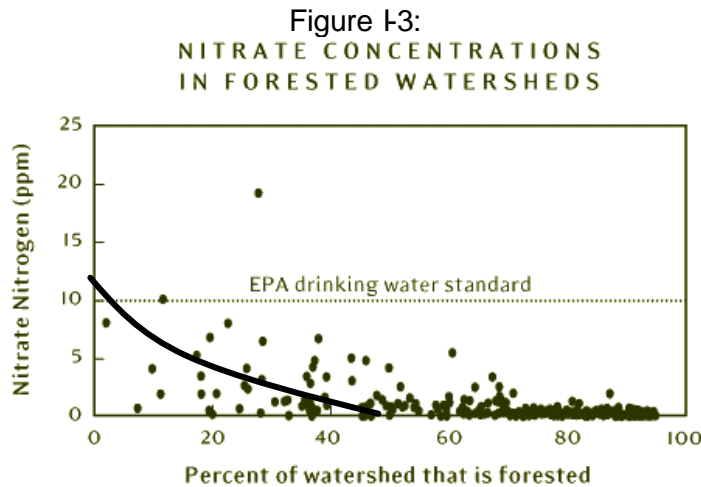 Figure I-3:
NITRATE CONCENTRATIONS
IN FORESTED WATERSHEDS
25
20
15
EPA drinking water standard
10
5
0
Nitrate Nitrogen (ppm)
0 20 40 60 80 100
Percent of watershed that is forested